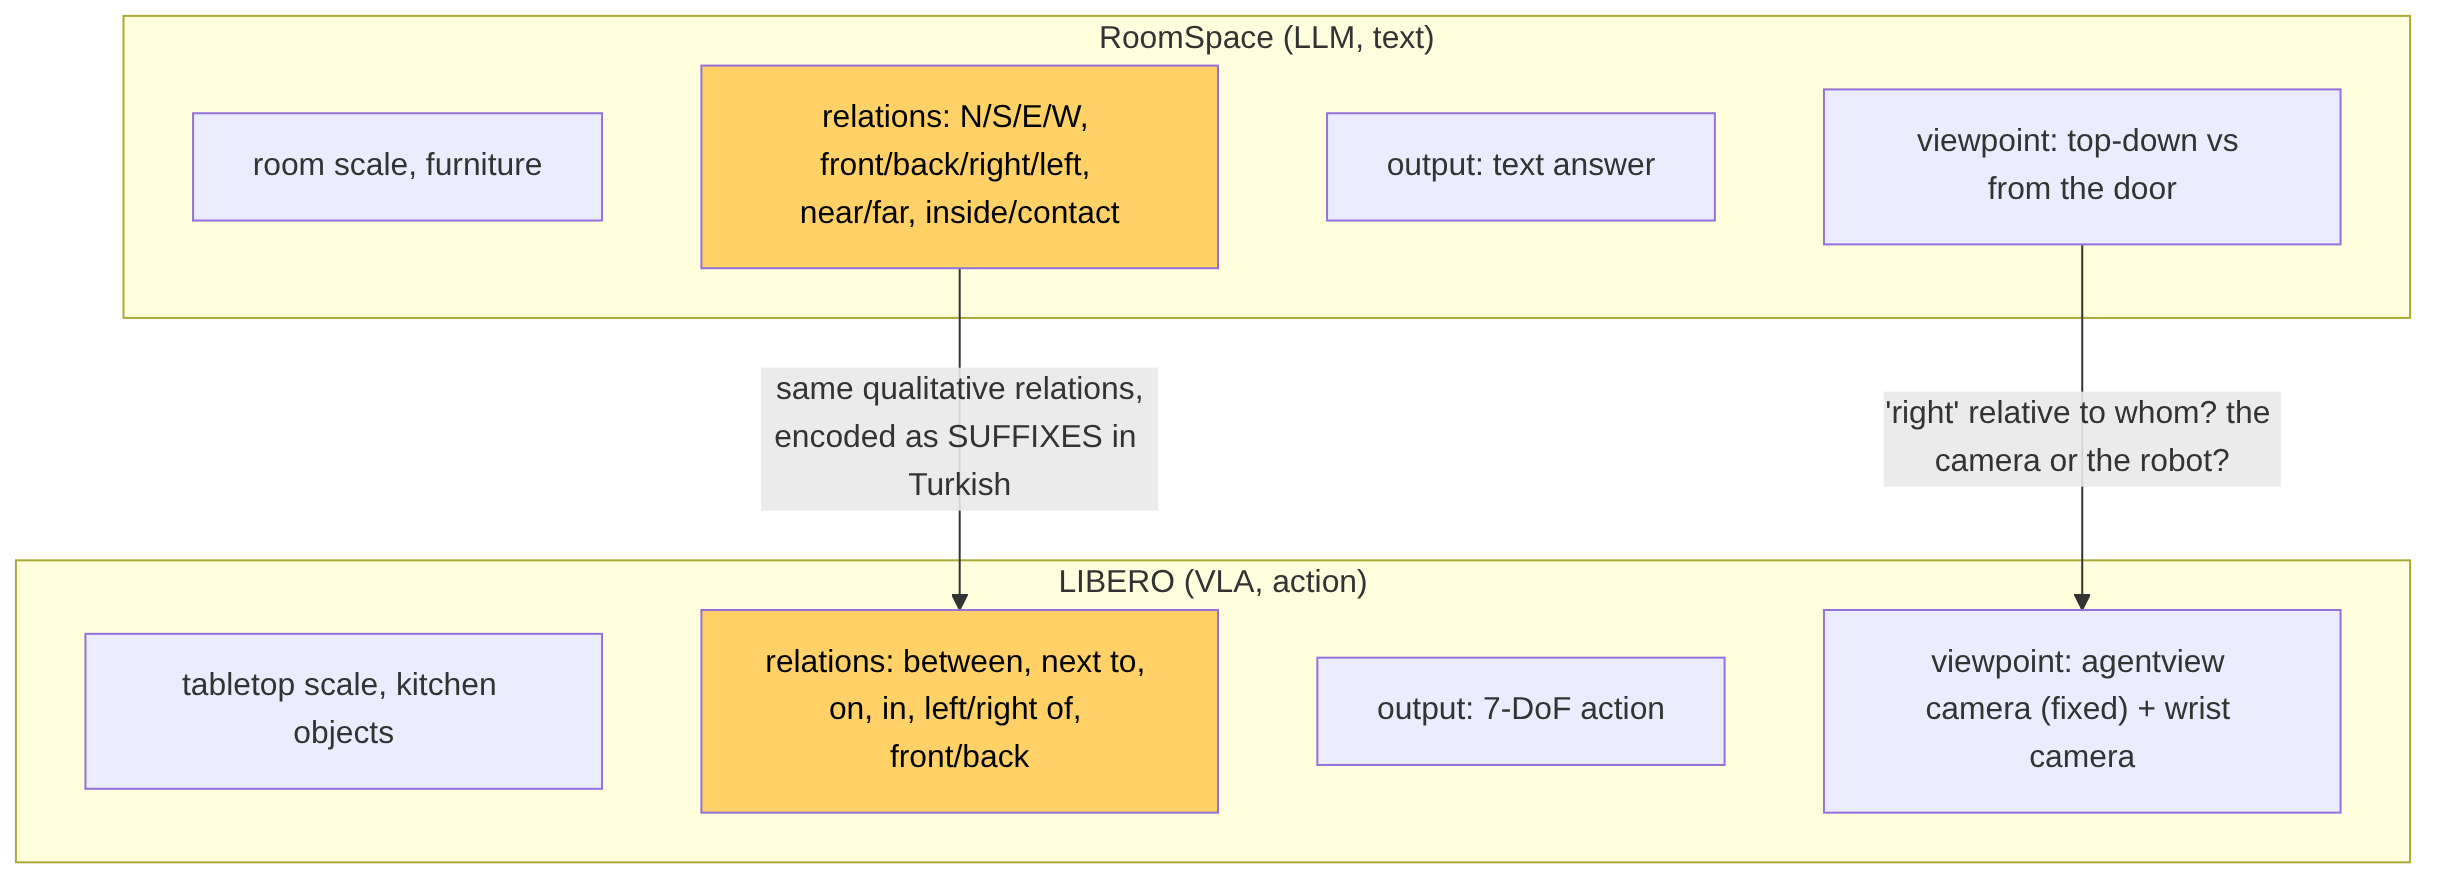 RoomSpace (LLM, text)
room scale, furniture
relations: N/S/E/W,
front/back/right/left,
near/far, inside/contact
output: text answer
viewpoint: top-down vs
from the door
same qualitative relations,
encoded as SUFFIXES in
Turkish
'right' relative to whom? the
camera or the robot?
LIBERO (VLA, action)
tabletop scale, kitchen
objects
relations: between, next to,
on, in, left/right of,
front/back
output: 7-DoF action
viewpoint: agentview
camera (fixed) + wrist
camera